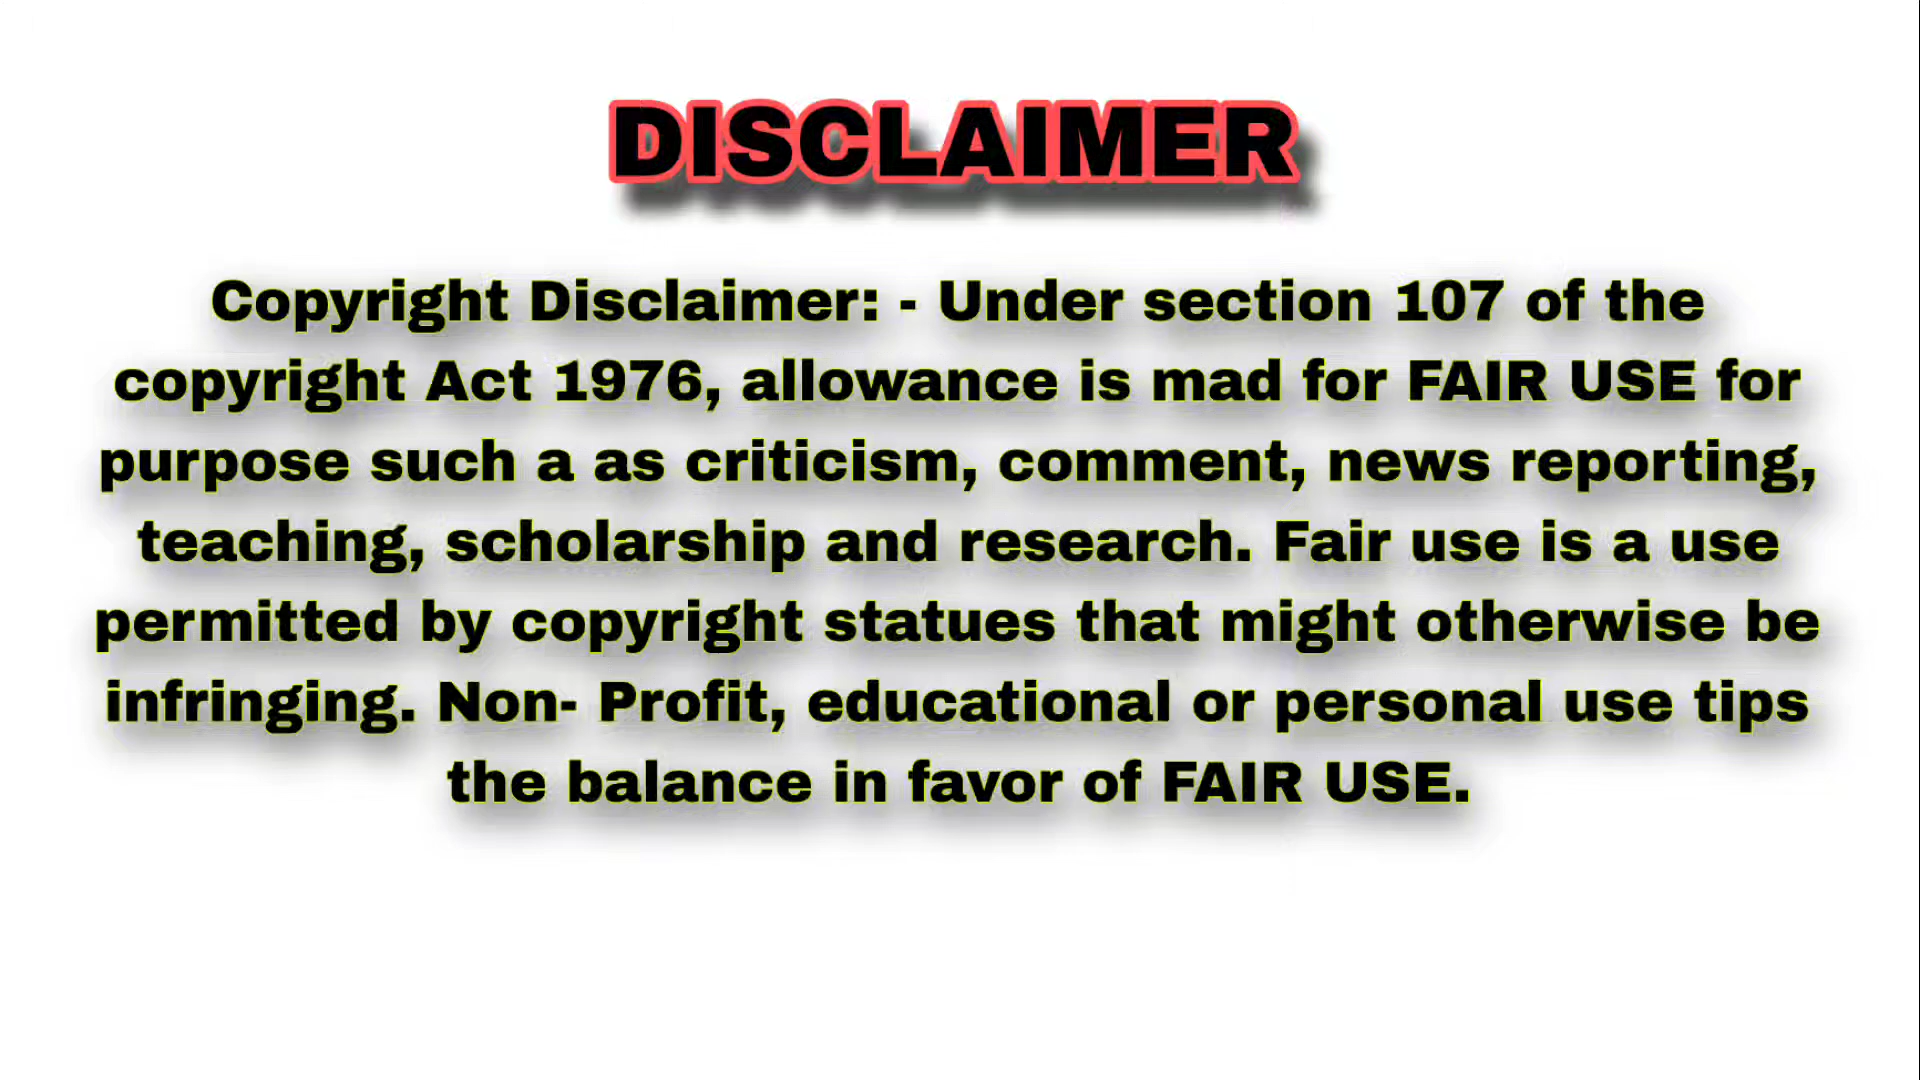 DISCLAIMER
Copyright Disclaimer: - Under section 107 of the
copyright Act 1976, allowance is mad for FAIR USE for
purpose such a as criticism, comment, news reporting,
teaching, scholarship and research. Fair use is a use
permitted by copyright statues that might otherwise be
infringing. Non- Profit, educational or personal use tips
the balance in favor of FAIR USE.